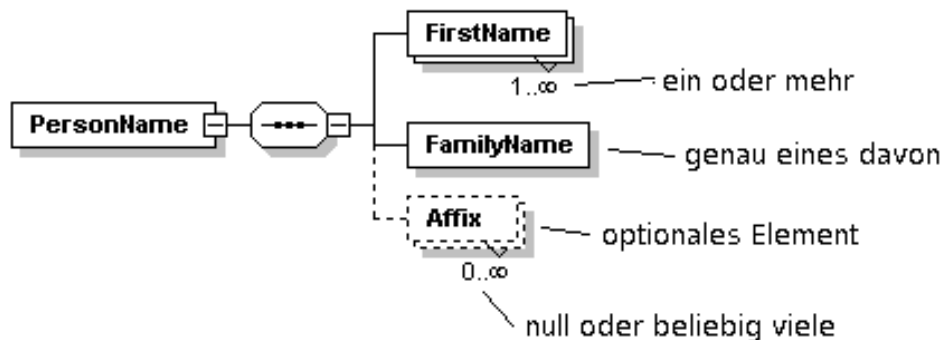 FirstName
1..∞
ein oder mehr
PersonName
FamilyName
genau eines davon
Affix
optionales Element
0..∞
null oder beliebig viele